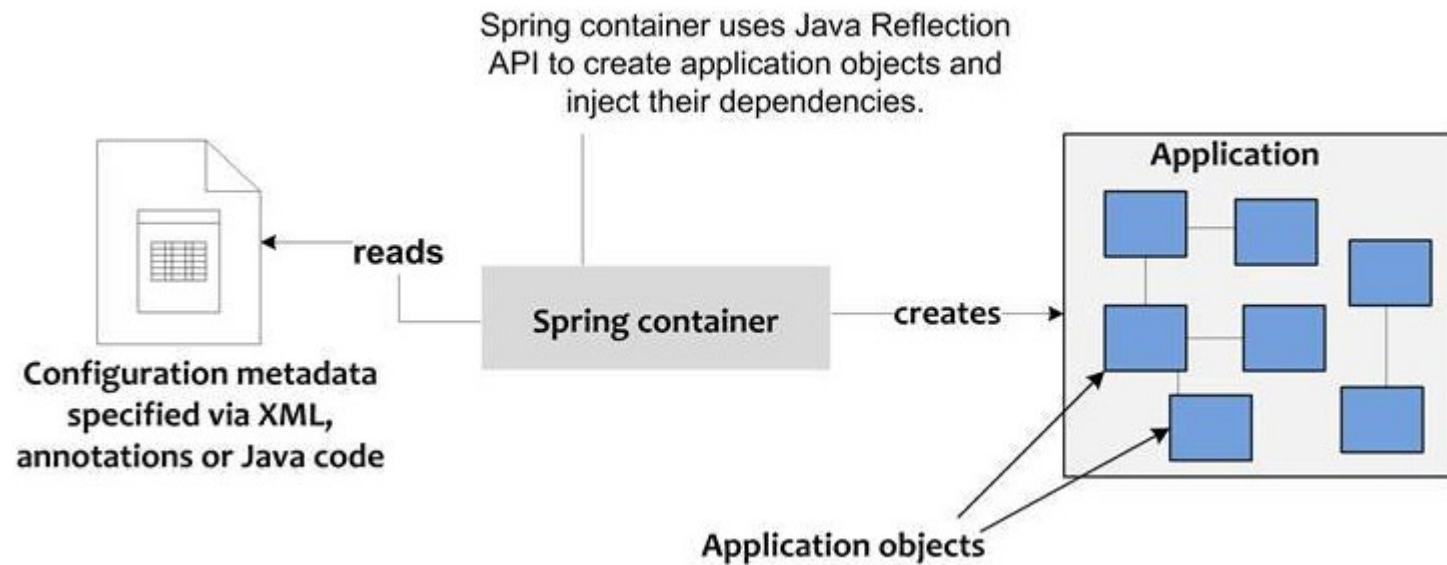 Spring container uses Java Reflection
API to create application objects and
inject their dependencies.
Application
reads
Spring container
creates
Configuration metadata
specified via XML,
annotations or Java code
Application objects